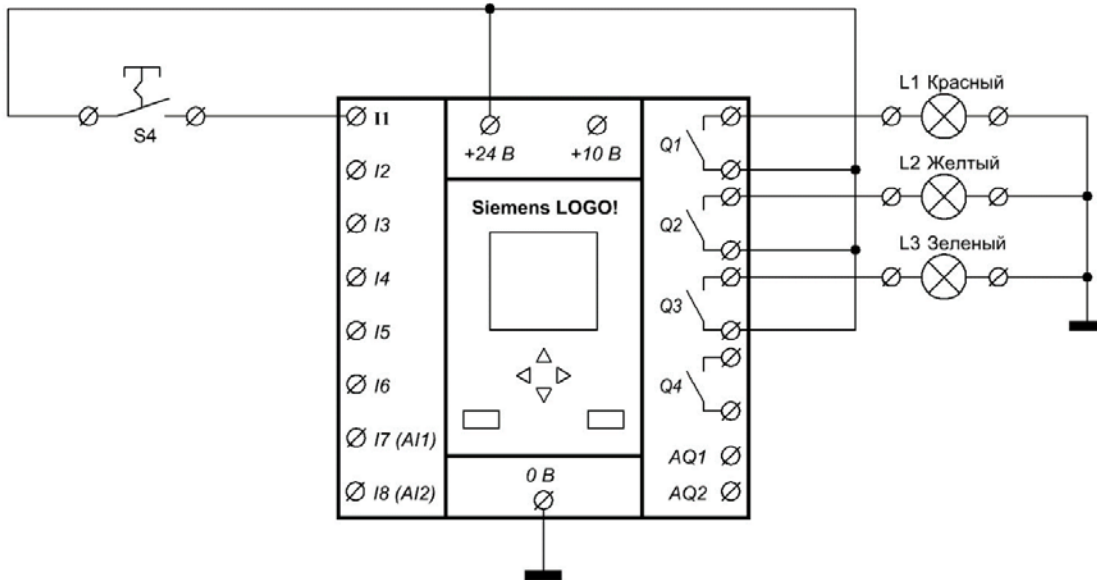 L1 Красный
S4
I1
+24 В
+10 В
Q1
I2
L2 Желтый
Siemens LOGO!
I3
Q2
L3 Зеленый
I4
Q3
I5
I6
Q4
I7 (AI1)
AQ1
0 В
I8 (AI2)
AQ2